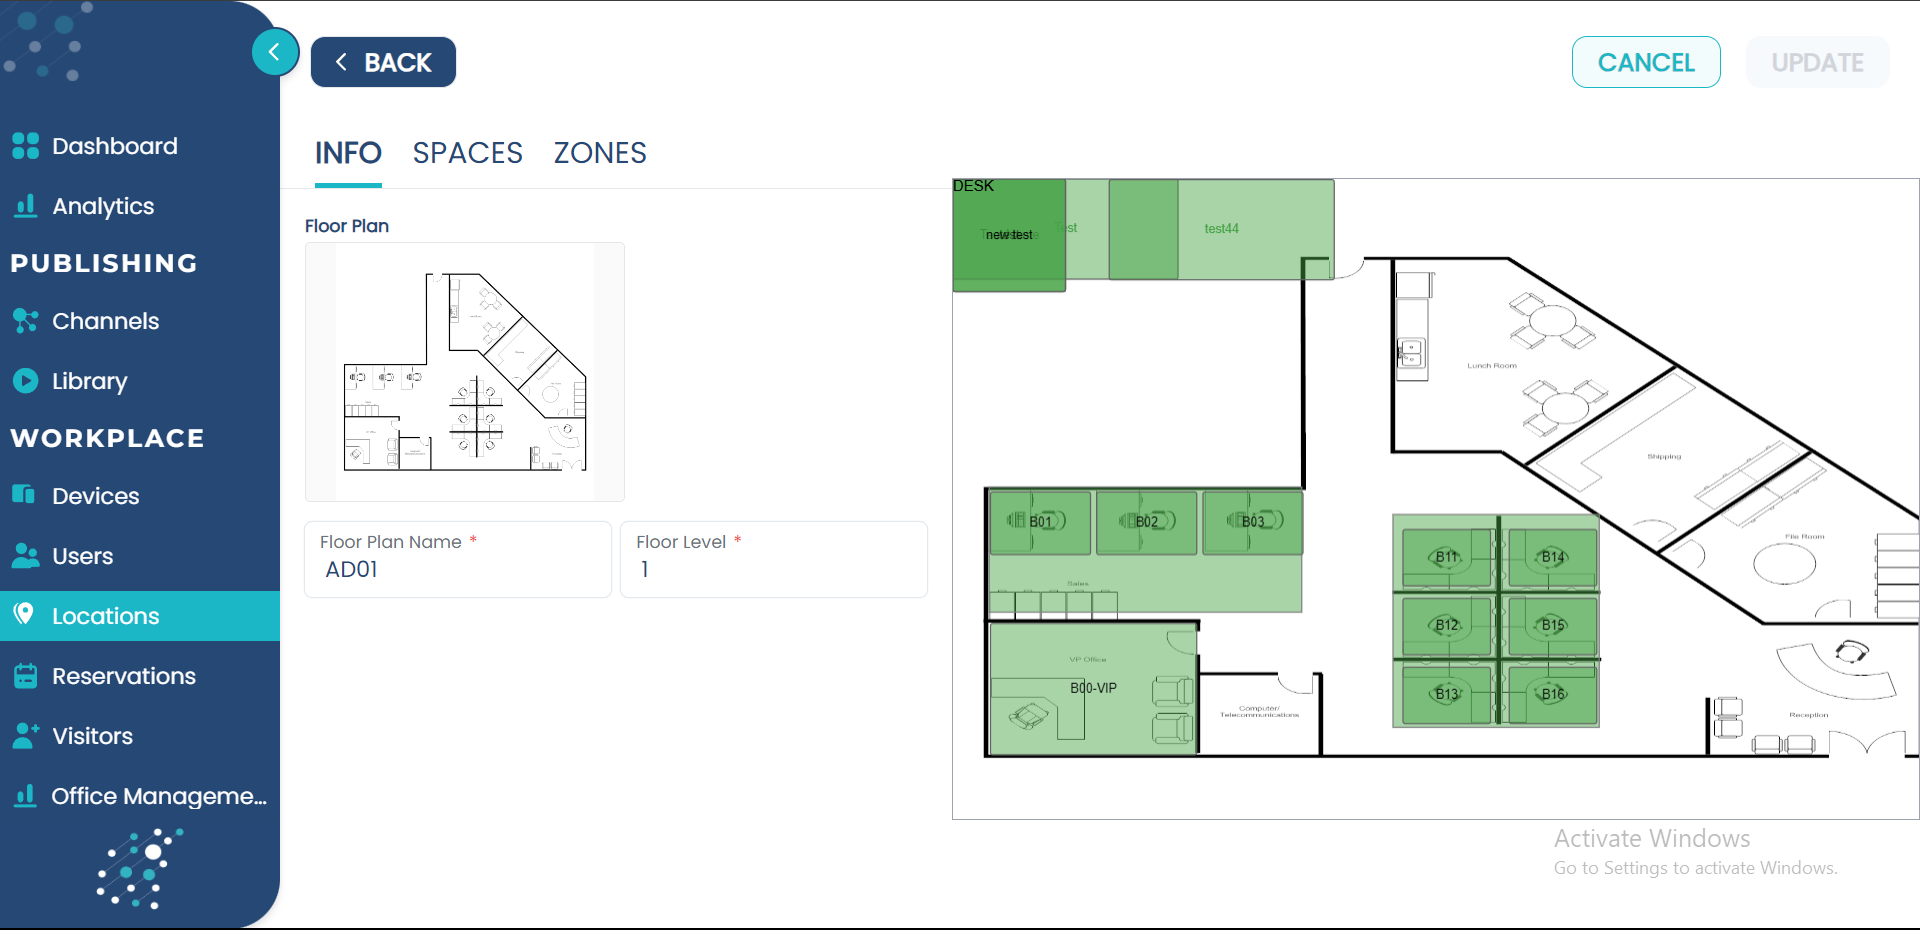 BACK
CANCEL
UPDATE
Dashboard
Analytics
PUBLISHING
Channels
Library
WORKPLACE
Devices
Users
Locations
Reservations
Visitors
Office Manageme...
INFO
SPACES
ZONES
Floor Plan
Floor Plan Name *
AD01
Floor Level *
1
DESK
new test
Test
test44
Lunch Room
Shipping
File Room
B01
B02
B03
Sales
B11
B14
B12
B15
B13
B16
VP Office
B00-VIP
Computer/
Telecommunications
Reception
Activate Windows
Go to Settings to activate Windows.